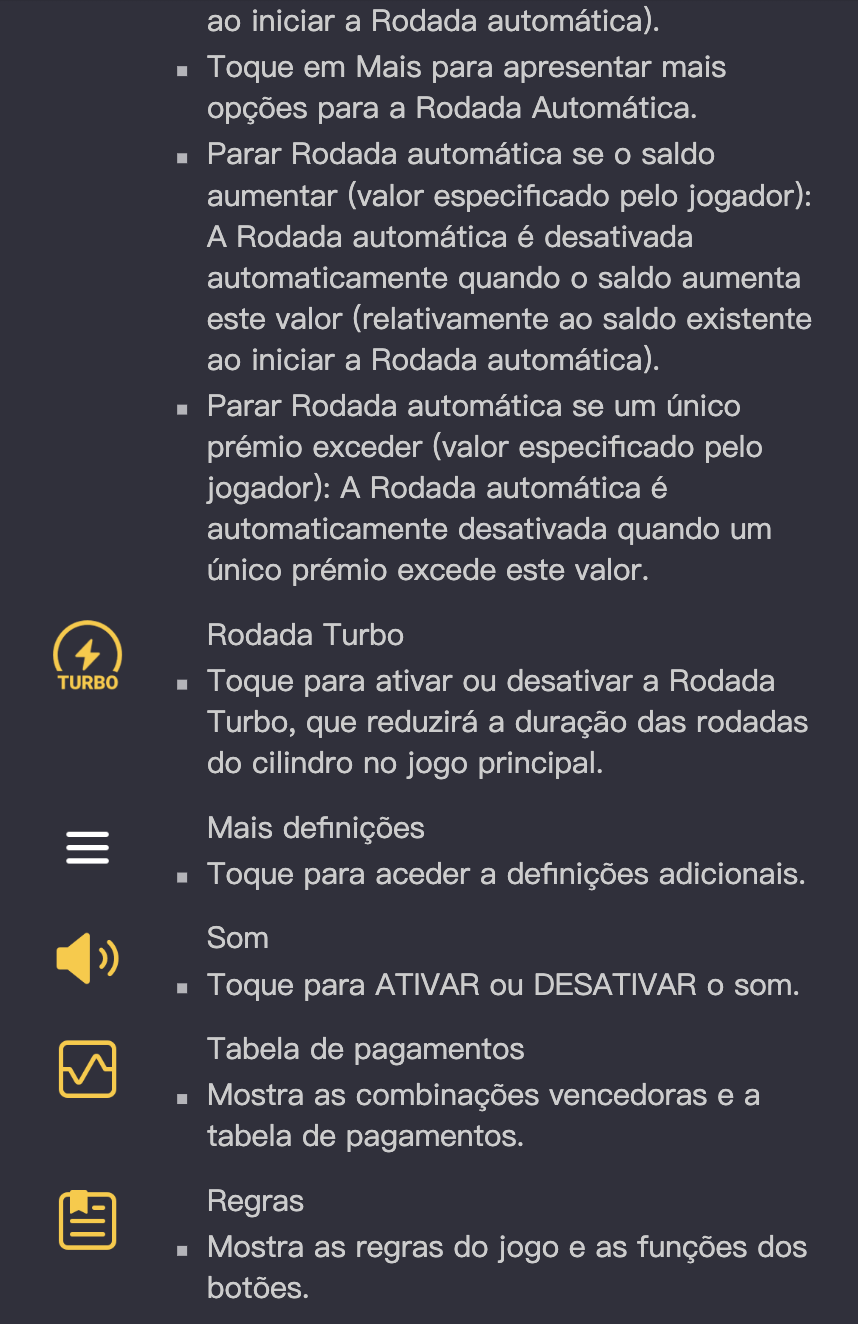 ao iniciar a Rodada automática).
▪ Toque em Mais para apresentar mais
opções para a Rodada Automática.
▪ Parar Rodada automática se o saldo
aumentar (valor especificado pelo jogador):
A Rodada automática é desativada
automaticamente quando o saldo aumenta
este valor (relativamente ao saldo existente
ao iniciar a Rodada automática).
▪ Parar Rodada automática se um único
prémio exceder (valor especificado pelo
jogador): A Rodada automática é
automaticamente desativada quando um
único prémio excede este valor.
Rodada Turbo
TURBO
▪ Toque para ativar ou desativar a Rodada
Turbo, que reduzirá a duração das rodadas
do cilindro no jogo principal.
Mais definições
▪ Toque para aceder a definições adicionais.
Som
▪ Toque para ATIVAR ou DESATIVAR o som.
Tabela de pagamentos
▪ Mostra as combinações vencedoras e a
tabela de pagamentos.
Regras
▪ Mostra as regras do jogo e as funções dos
botões.